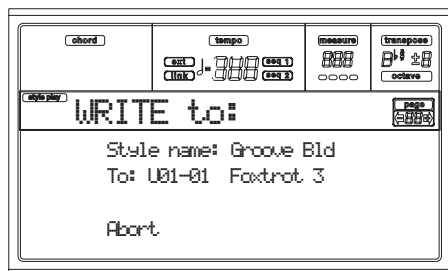 chord tempo measure transpose
ext seq 1
link seq 2
octave
style play WRITE to: page
Style name: Groove Bld
To: U01-01 Foxtrot 3
Abort